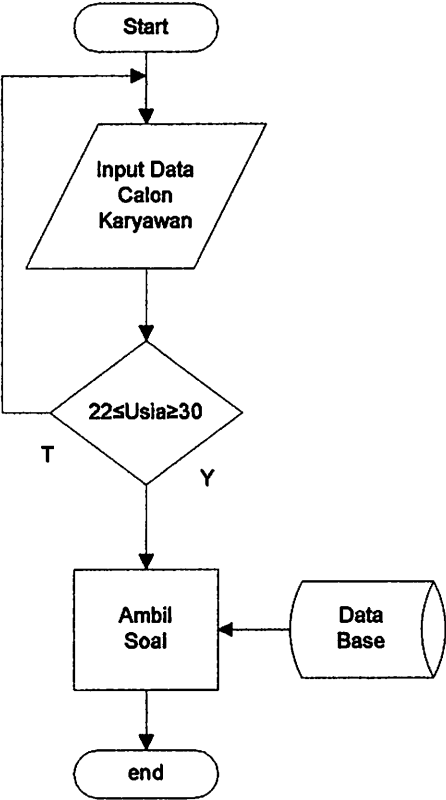 Start
Input Data
Calon
Karyawan
22≤Usia≥30
T
Y
Ambil
Soal
Data
Base
end